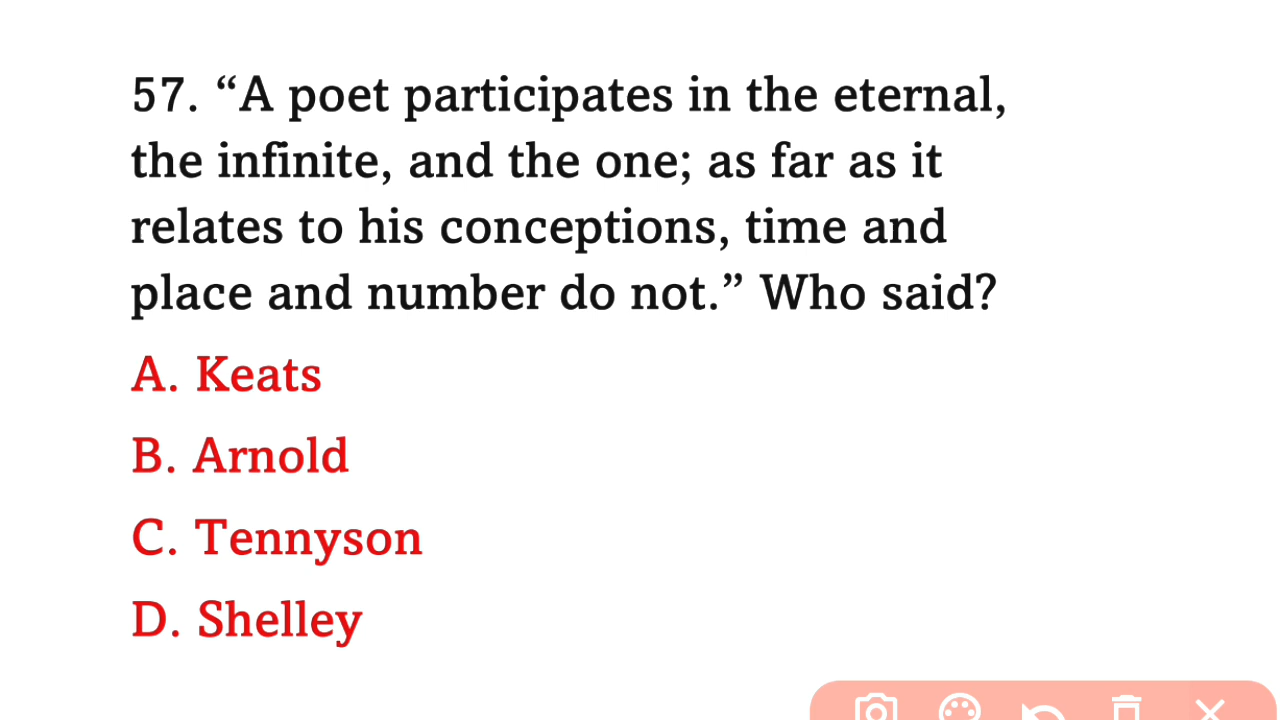 57. “A poet participates in the eternal,
the infinite, and the one; as far as it
relates to his conceptions, time and
place and number do not.” Who said?
A. Keats
B. Arnold
C. Tennyson
D. Shelley